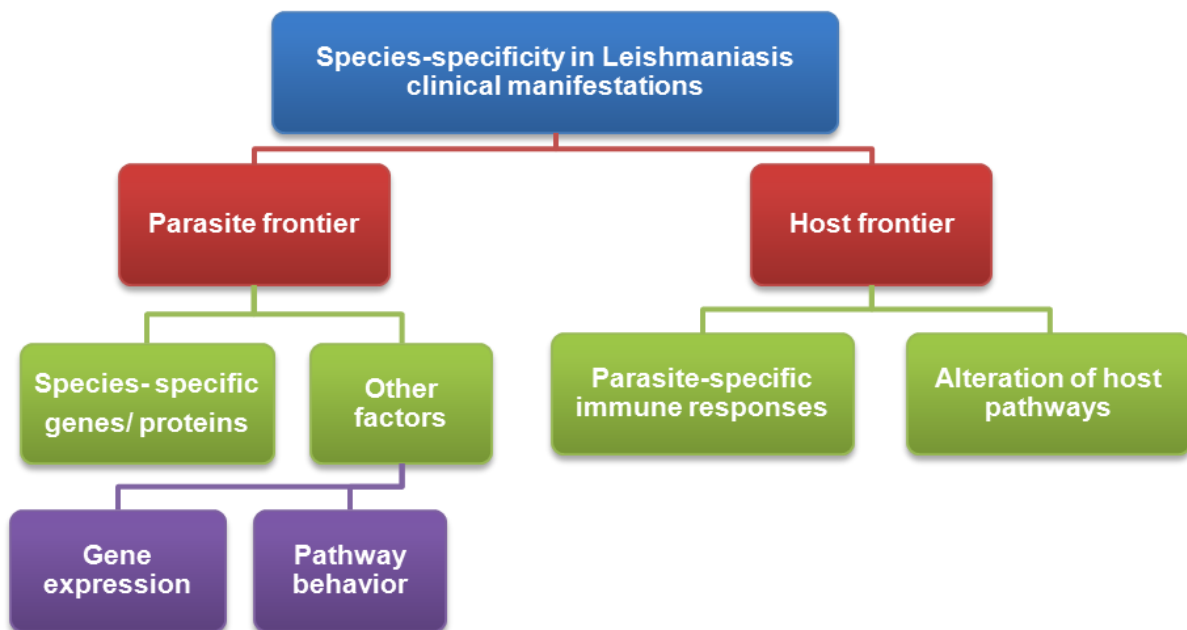 Species-specificity in Leishmaniasis
clinical manifestations
Parasite frontier
Host frontier
Species- specific
genes/ proteins
Other
factors
Parasite-specific
immune responses
Alteration of host
pathways
Gene
expression
Pathway
behavior